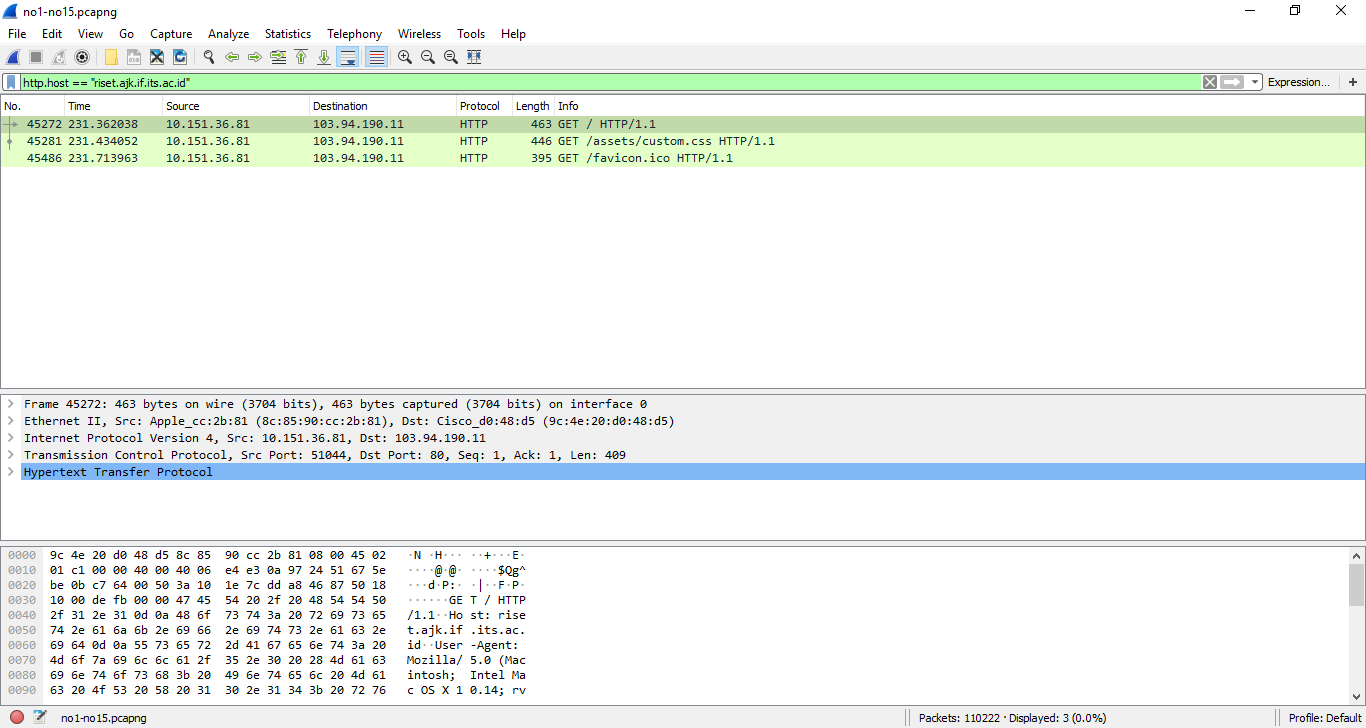 no1-no15.pcapng
File Edit View Go Capture Analyze Statistics Telephony Wireless Tools Help
http.host == "riset.ajk.if.its.ac.id"
Expression... +
No. Time Source Destination Protocol Length Info
45272 231.362038 10.151.36.81 103.94.190.11 HTTP 463 GET / HTTP/1.1
45281 231.434052 10.151.36.81 103.94.190.11 HTTP 446 GET /assets/custom.css HTTP/1.1
45486 231.713963 10.151.36.81 103.94.190.11 HTTP 395 GET /favicon.ico HTTP/1.1
Frame 45272: 463 bytes on wire (3704 bits), 463 bytes captured (3704 bits) on interface 0
Ethernet II, Src: Apple_cc:2b:81 (8c:85:90:cc:2b:81), Dst: Cisco_d0:48:d5 (9c:4e:20:d0:48:d5)
Internet Protocol Version 4, Src: 10.151.36.81, Dst: 103.94.190.11
Transmission Control Protocol, Src Port: 51044, Dst Port: 80, Seq: 1, Ack: 1, Len: 409
Hypertext Transfer Protocol
0000 9c 4e 20 d0 48 d5 8c 85 90 cc 2b 81 08 00 45 02 ·N ·H··· ··+···E·
0010 01 c1 00 00 40 00 40 06 e4 e3 0a 97 24 51 67 5e ····@·@· ····$Qg^
0020 be 0b c7 64 00 50 3a 10 1e 7c dd a8 46 87 50 18 ···d·P:· ·|··F·P·
0030 10 00 de fb 00 00 47 45 54 20 2f 20 48 54 54 50 ······GE T / HTTP
0040 2f 31 2e 31 0d 0a 48 6f 73 74 3a 20 72 69 73 65 /1.1··Ho st: rise
0050 74 2e 61 6a 6b 2e 69 66 2e 69 74 73 2e 61 63 2e t.ajk.if .its.ac.
0060 69 64 0d 0a 55 73 65 72 2d 41 67 65 6e 74 3a 20 id··User -Agent:
0070 4d 6f 7a 69 6c 6c 61 2f 35 2e 30 20 28 4d 61 63 Mozilla/ 5.0 (Mac
0080 69 6e 74 6f 73 68 3b 20 49 6e 74 65 6c 20 4d 61 intosh; Intel Ma
0090 63 20 4f 53 20 58 20 31 30 2e 31 34 3b 20 72 76 c OS X 1 0.14; rv
no1-no15.pcapng Packets: 110222 · Displayed: 3 (0.0%) Profile: Default